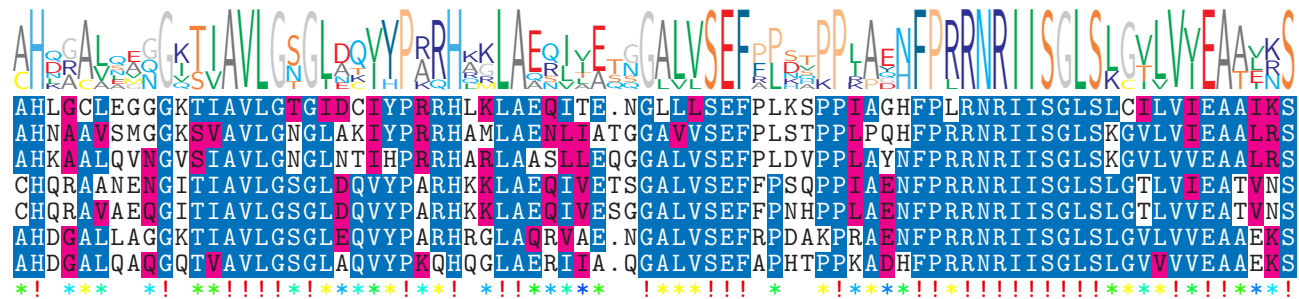 AHLGCLEGGGKTIAVLGTGIDCIYPRRHLKLAEQITE.NGLLLSEFPLKSPPIAGHFPLRNRIISGLSLCILVIEAAIKS
AHNAAVSMGGKSVAVLGNGLAKIYPRRHAMLAENLIATGGAVVSEFPLSTPPLPQHFPRRNRIISGLSKGVLVIEAALRS
AHKAALQVNGVSIAVLGNGLNTIHPRRHARLAASLLEQGGALVSEFPLDVPPLAYNFPRRNRIISGLSKGVLVVEAALRS
CHQRAANENGITIAVLGSGLDQVYPARHKKLAEQIVETSGALVSEFFPSQPPIAENFPRRNRIISGLSLGTLVIEATVNS
CHQRAVAEQGITIAVLGSGLDQVYPARHKKLAEQIVESGGALVSEFFPNHPPLAENFPRRNRIISGLSLGTLVVEATVNS
AHDGALLAGGKTIAVLGSGLEQVYPARHRGLAQRVAE.NGALVSEFRPDAKPRAENFPRRNRIISGLSLGVLVVEAAEKS
AHDGALQAQGQTVAVLGSGLAQVYPKQHQGLAERIIA.QGALVSEFAPHTPPKADHFPRRNRIISGLSLGVVVVEAAEKS